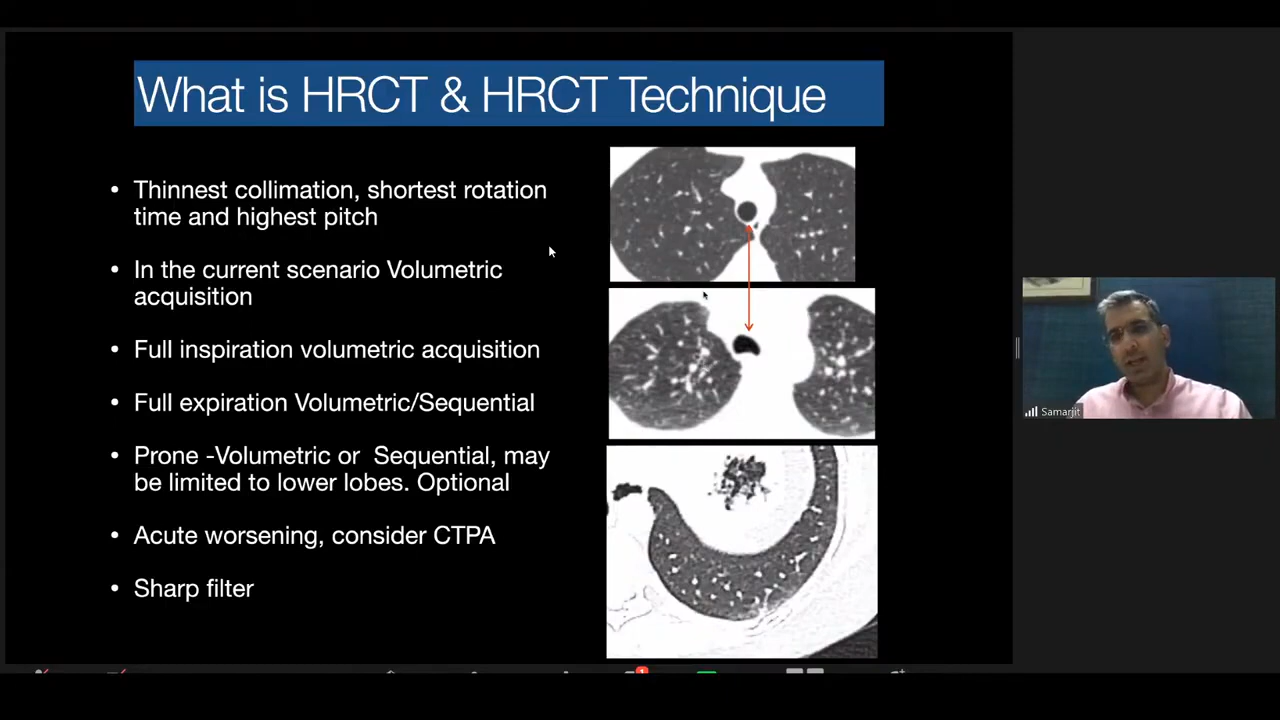 What is HRCT & HRCT Technique
• Thinnest collimation, shortest rotation
time and highest pitch
• In the current scenario Volumetric
acquisition
• Full inspiration volumetric acquisition
• Full expiration Volumetric/Sequential
• Prone -Volumetric or Sequential, may
be limited to lower lobes. Optional
• Acute worsening, consider CTPA
• Sharp filter
Samarjit
1